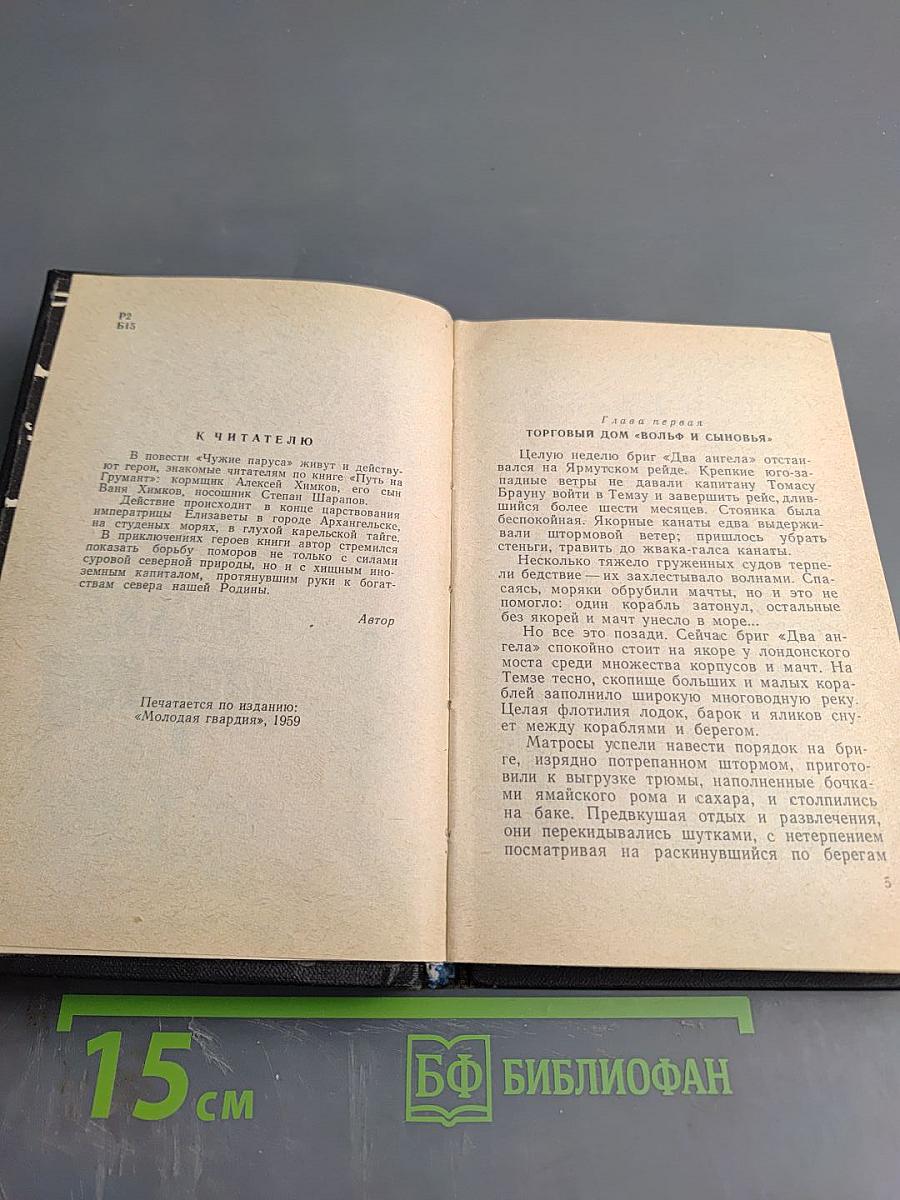 Р2
Б15
К ЧИТАТЕЛЮ
В повести «Чужие паруса» живут и действу-
ют герои, знакомые читателям по книге «Путь на
Грумант»: кормщик Алексей Химков, его сын
Ваня Химков, носошник Степан Шарапов.
Действие происходит в конце царствования
императрицы Елизаветы в городе Архангельске,
на студеных морях, в глухой карельской тайге.
В приключениях героев книги автор стремился
показать борьбу поморов не только с силами
суровой северной природы, но и с хищным ино-
земным капиталом, протянувшим руки к богат-
ствам севера нашей Родины.
Автор
Печатается по изданию:
«Молодая гвардия», 1959
Глава первая
ТОРГОВЫЙ ДОМ «ВОЛЬФ И СЫНОВЬЯ»
Целую неделю бриг «Два ангела» отстаи-
вался на Ярмутском рейде. Крепкие юго-за-
падные ветры не давали капитану Томасу
Брауну войти в Темзу и завершить рейс, длив-
шийся более шести месяцев. Стоянка была
беспокойная. Якорные канаты едва выдержи-
вали штормовой ветер; пришлось убрать
стеньги, травить до жвака-галса канаты.
Несколько тяжело груженных судов терпе-
ли бедствие — их захлестывало волнами. Спа-
саясь, моряки обрубили мачты, но и это не
помогло: один корабль затонул, остальные
без якорей и мачт унесло в море...
Но все это позади. Сейчас бриг «Два ан-
гела» спокойно стоит на якоре у лондонского
моста среди множества корпусов и мачт. На
Темзе тесно, скопище больших и малых кора-
блей заполнило широкую многоводную реку.
Целая флотилия лодок, барок и яликов сну-
ет между кораблями и берегом.
Матросы успели навести порядок на бри-
ге, изрядно потрепанном штормом, пригото-
вили к выгрузке трюмы, наполненные бочка-
ми ямайского рома и сахара, и столпились
на баке. Предвкушая отдых и развлечения,
они перекидывались шутками, с нетерпением
посматривая на раскинувшийся по берегам
5
15 см
БФ БИБЛИОФАН